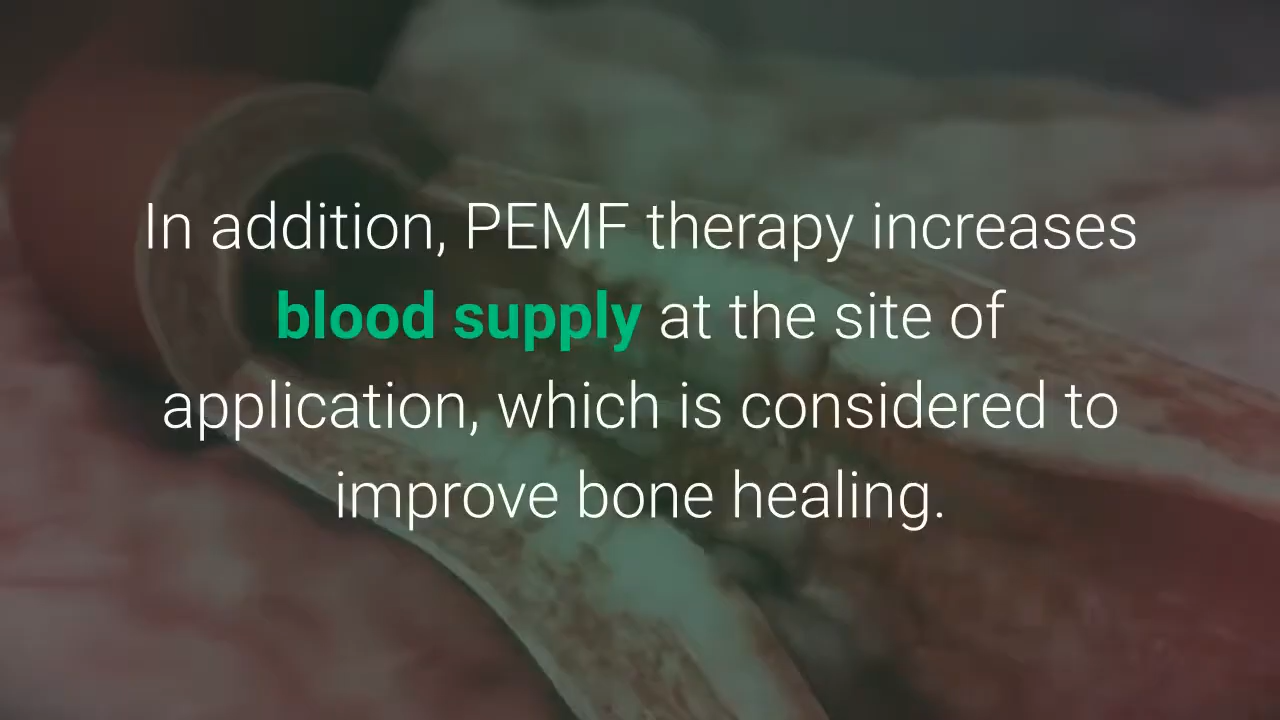 In addition, PEMF therapy increases
blood supply at the site of
application, which is considered to
improve bone healing.